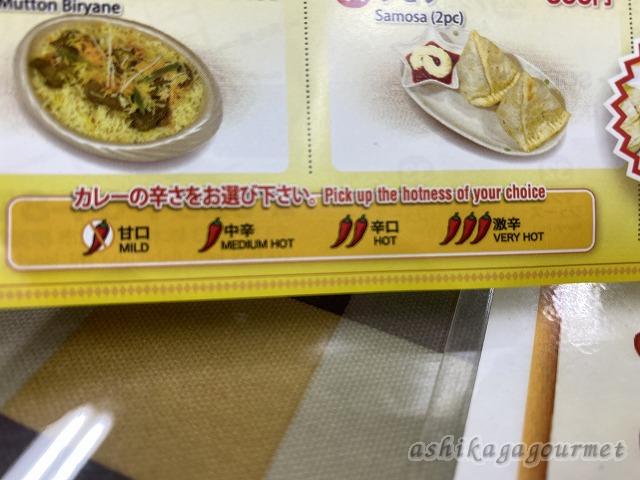 Mutton Biryane
Samosa (2pc)
カレーの辛さをお選び下さい。Pick up the hotness of your choice
甘口
MILD
中辛
MEDIUM HOT
辛口
HOT
激辛
VERY HOT
ashikagagourmet